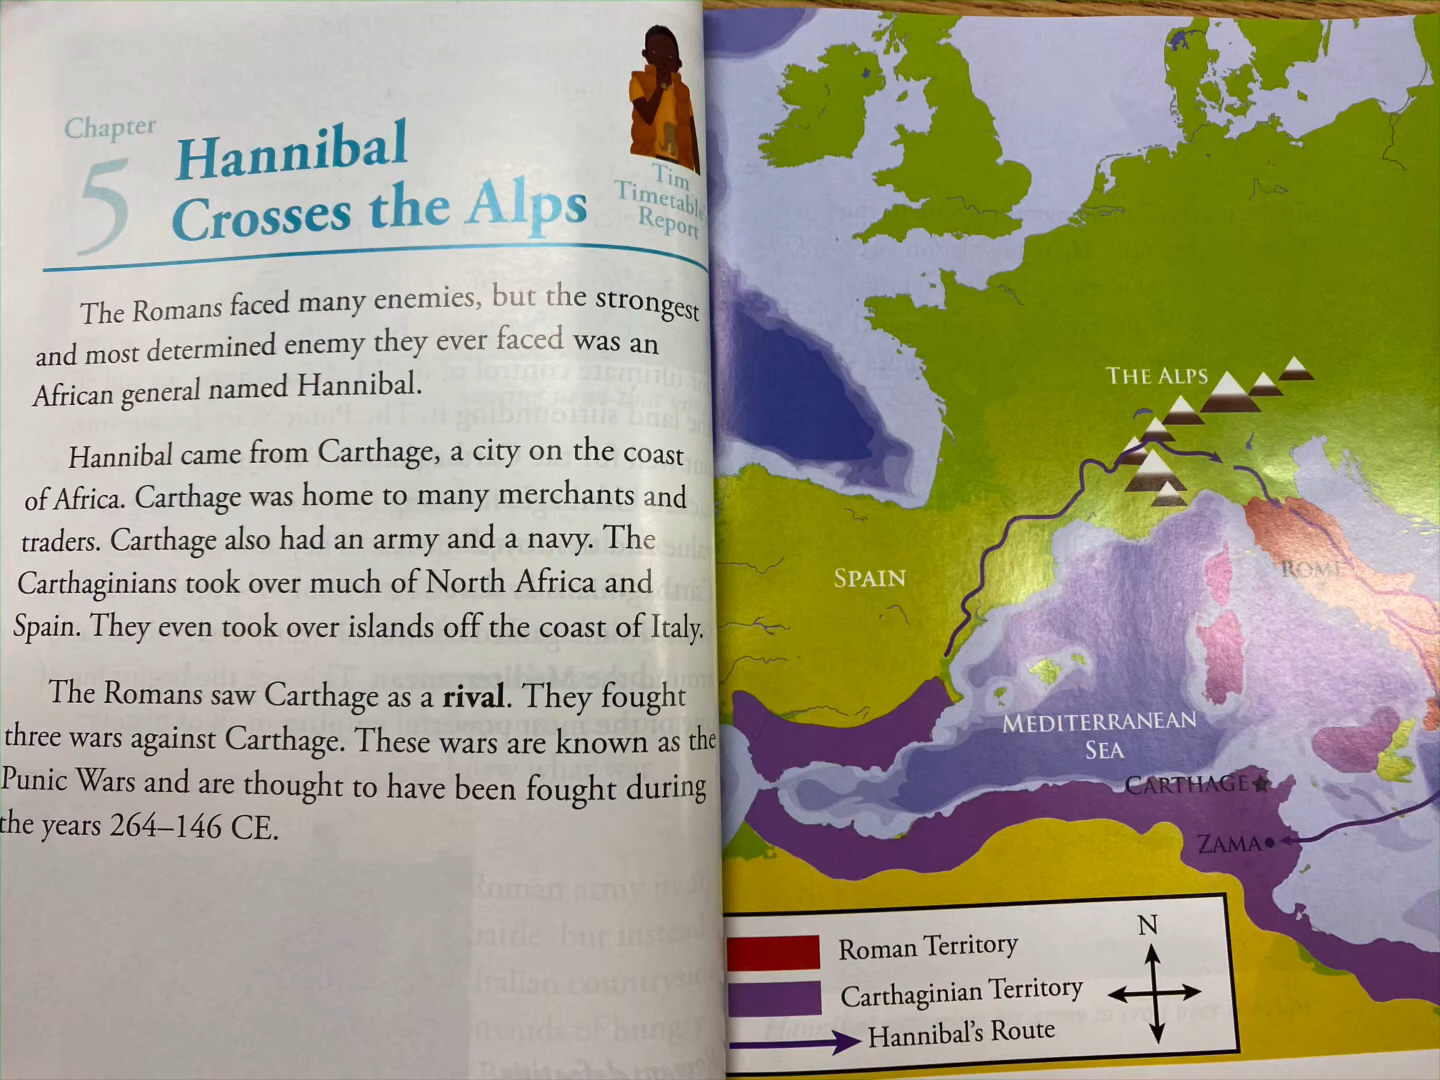 Chapter
5
Hannibal
Crosses the Alps
Tim
Timetable
Report
The Romans faced many enemies, but the strongest
and most determined enemy they ever faced was an
African general named Hannibal.
Hannibal came from Carthage, a city on the coast
of Africa. Carthage was home to many merchants and
traders. Carthage also had an army and a navy. The
Carthaginians took over much of North Africa and
Spain. They even took over islands off the coast of Italy.
The Romans saw Carthage as a rival. They fought
three wars against Carthage. These wars are known as the
Punic Wars and are thought to have been fought during
the years 264–146 CE.
THE ALPS
SPAIN
ROME
MEDITERRANEAN
SEA
CARTHAGE
ZAMA
N
Roman Territory
Carthaginian Territory
Hannibal's Route